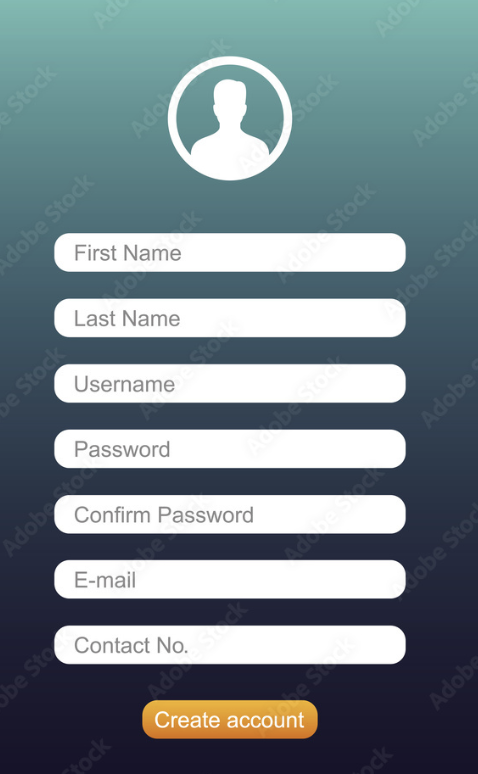 First Name
Last Name
Username
Password
Confirm Password
E-mail
Contact No.
Create account
Adobe Stock